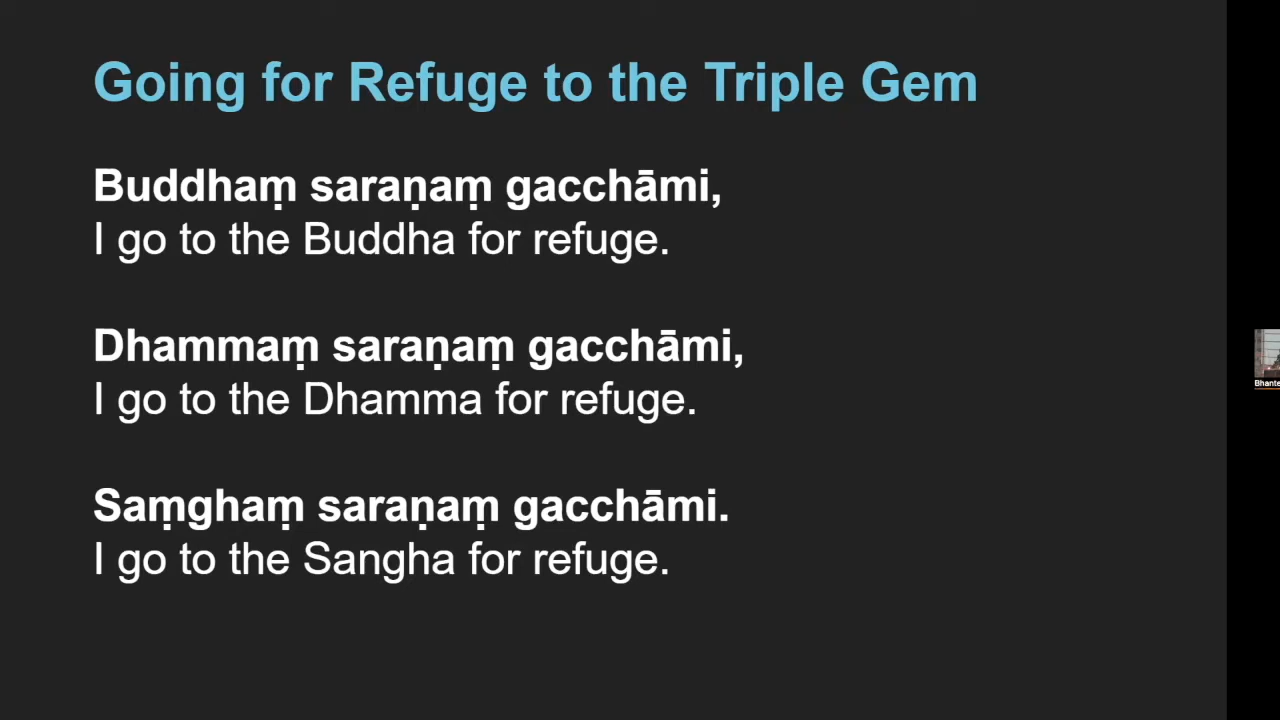 Going for Refuge to the Triple Gem
Buddhaṃ saraṇaṃ gacchāmi,
I go to the Buddha for refuge.
Dhammaṃ saraṇaṃ gacchāmi,
I go to the Dhamma for refuge.
Saṃghaṃ saraṇaṃ gacchāmi.
I go to the Sangha for refuge.
Bhante